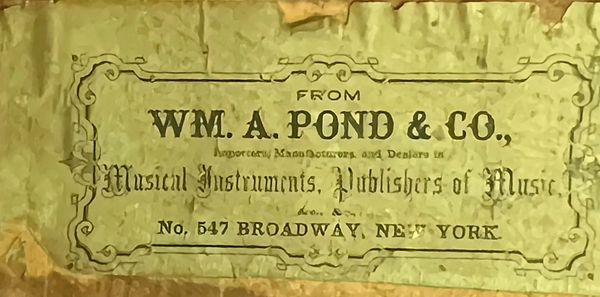 FROM
WM. A. POND & CO.,
Importers, Manufacturers and Dealers in
Musical Instruments, Publishers of Music,
&c., &c.
No. 547 BROADWAY, NEW YORK.